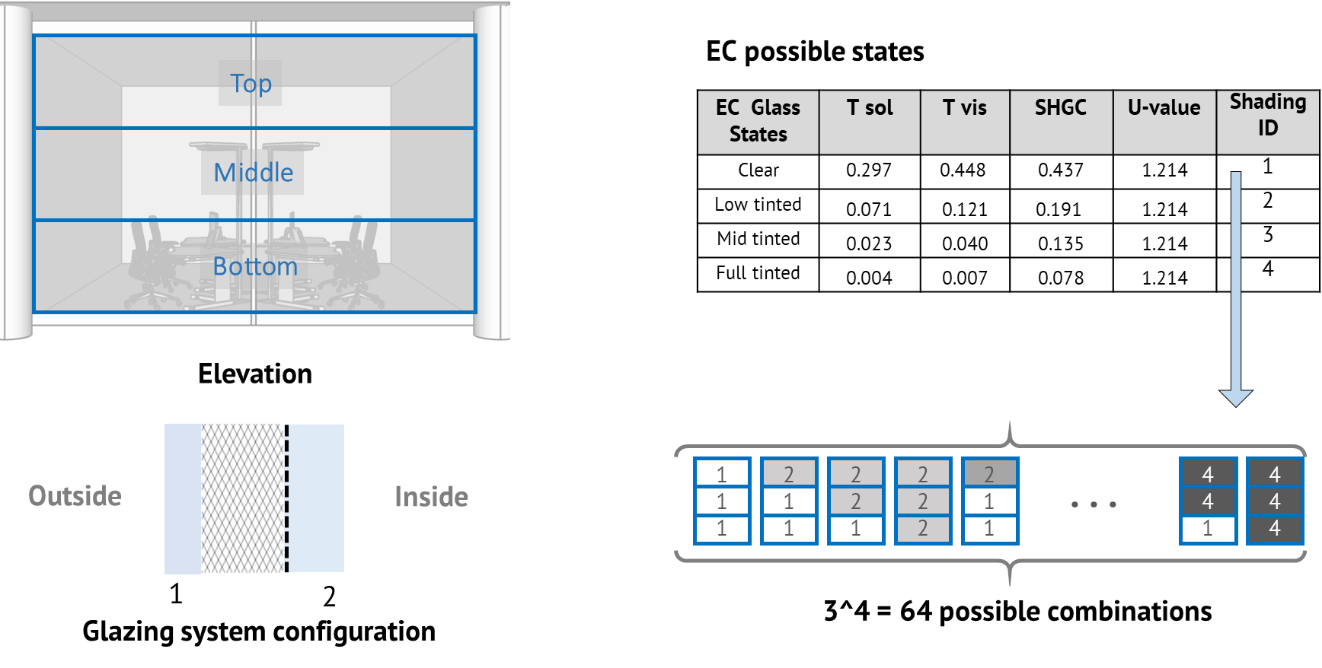 Top
Middle
Bottom
Elevation
Outside
Inside
1 2
Glazing system configuration
EC possible states
EC Glass States T sol T vis SHGC U-value Shading ID
Clear 0.297 0.448 0.437 1.214 1
Low tinted 0.071 0.121 0.191 1.214 2
Mid tinted 0.023 0.040 0.135 1.214 3
Full tinted 0.004 0.007 0.078 1.214 4
1 2 2 2 2 4 4
1 1 2 2 1 ... 4 4
1 1 1 2 1 1 4
3^4 = 64 possible combinations